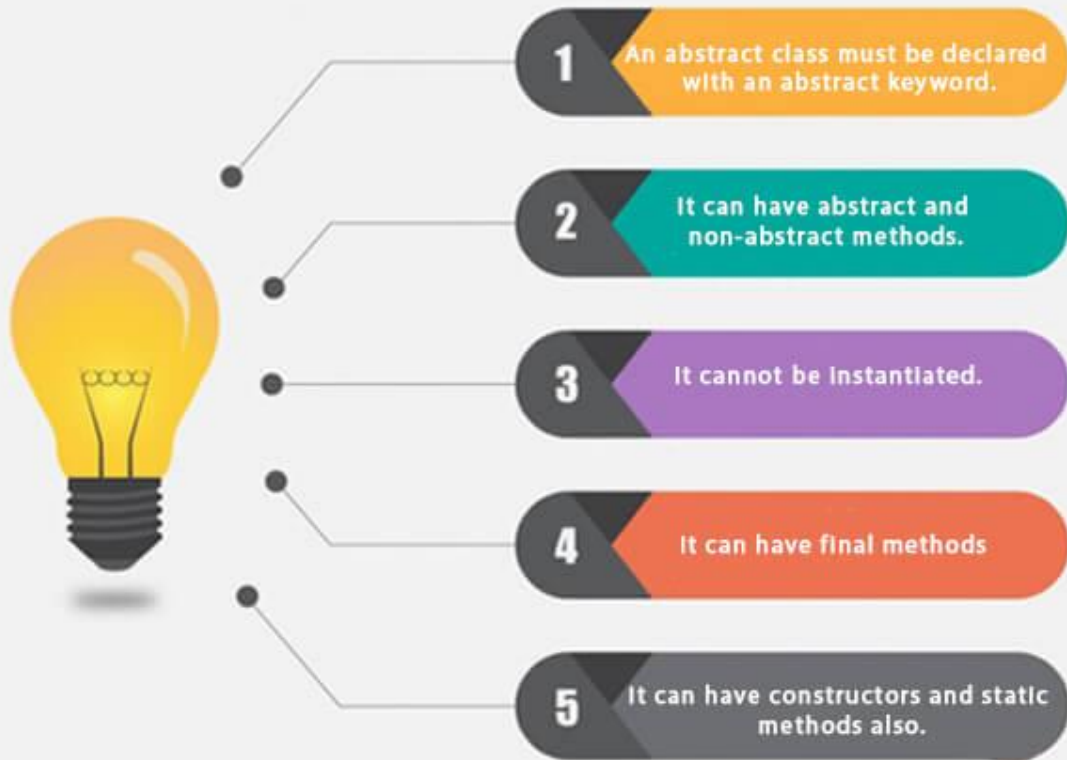 1
An abstract class must be declared
with an abstract keyword.
2
It can have abstract and
non-abstract methods.
3
It cannot be instantiated.
4
It can have final methods
5
It can have constructors and static
methods also.